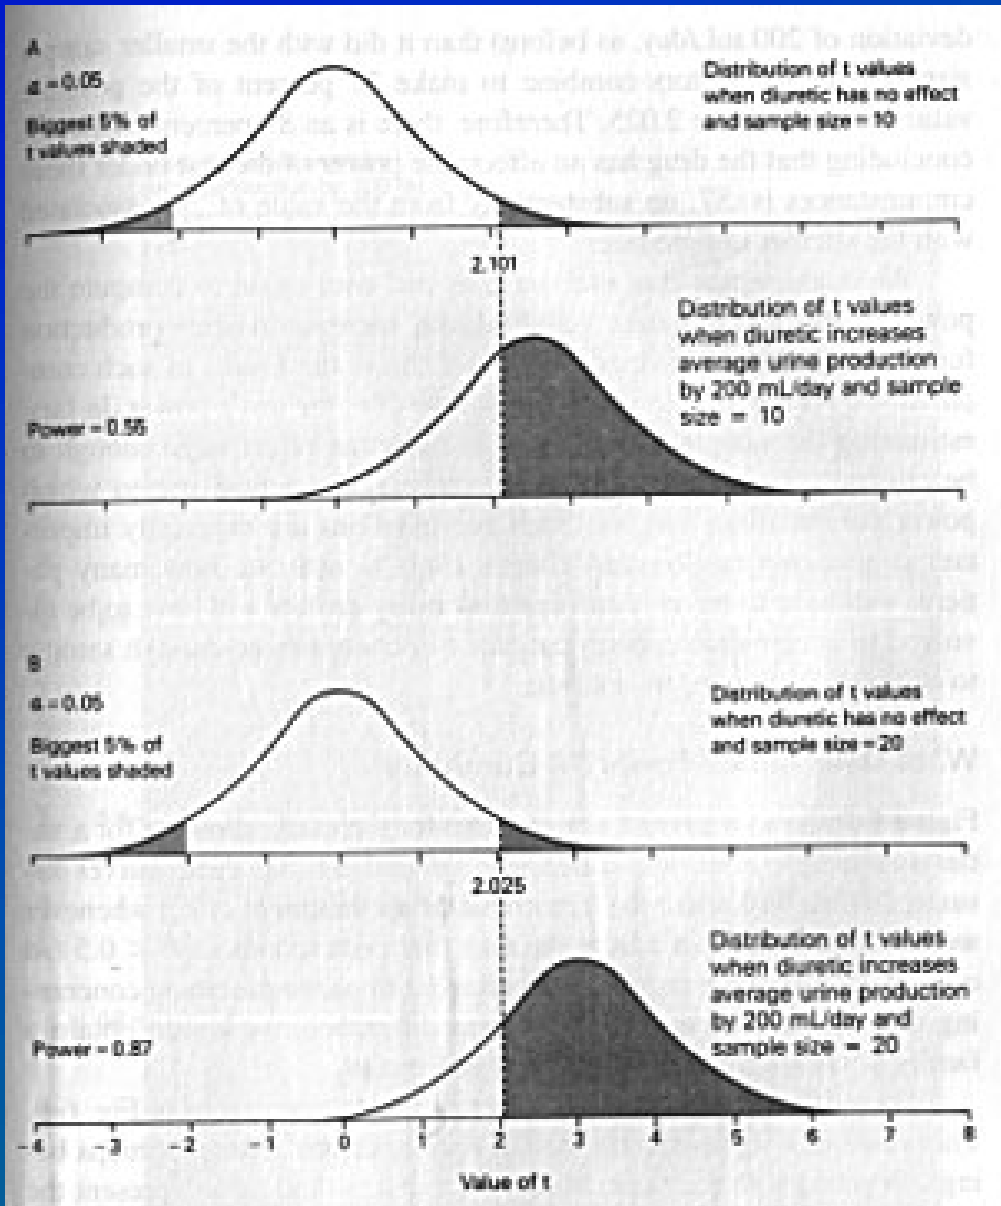 A
α = 0.05
Biggest 5% of
t values shaded
Distribution of t values
when diuretic has no effect
and sample size = 10
2.101
Distribution of t values
when diuretic increases
average urine production
by 200 mL/day and sample
size = 10
Power = 0.55
B
α = 0.05
Biggest 5% of
t values shaded
Distribution of t values
when diuretic has no effect
and sample size = 20
2.025
Distribution of t values
when diuretic increases
average urine production
by 200 mL/day and
sample size = 20
Power = 0.87
-4 -3 -2 -1 0 1 2 3 4 5 6 7 8
Value of t